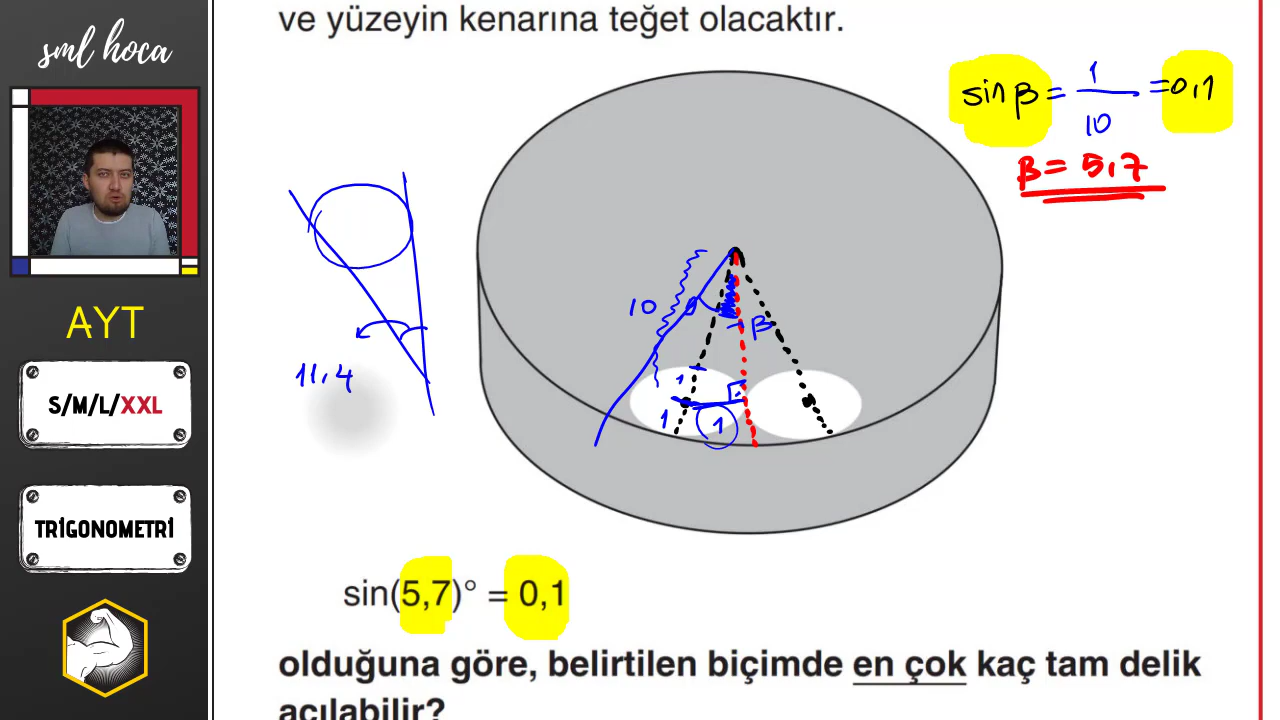 sml hoca
AYT
S/M/L/XXL
TRİGONOMETRİ
ve yüzeyin kenarına teğet olacaktır.
sin β = 1/10 = 0,1
β = 5,7
11,4
10
β
1
1
1
sin(5,7)° = 0,1
olduğuna göre, belirtilen biçimde en çok kaç tam delik
açılabilir?